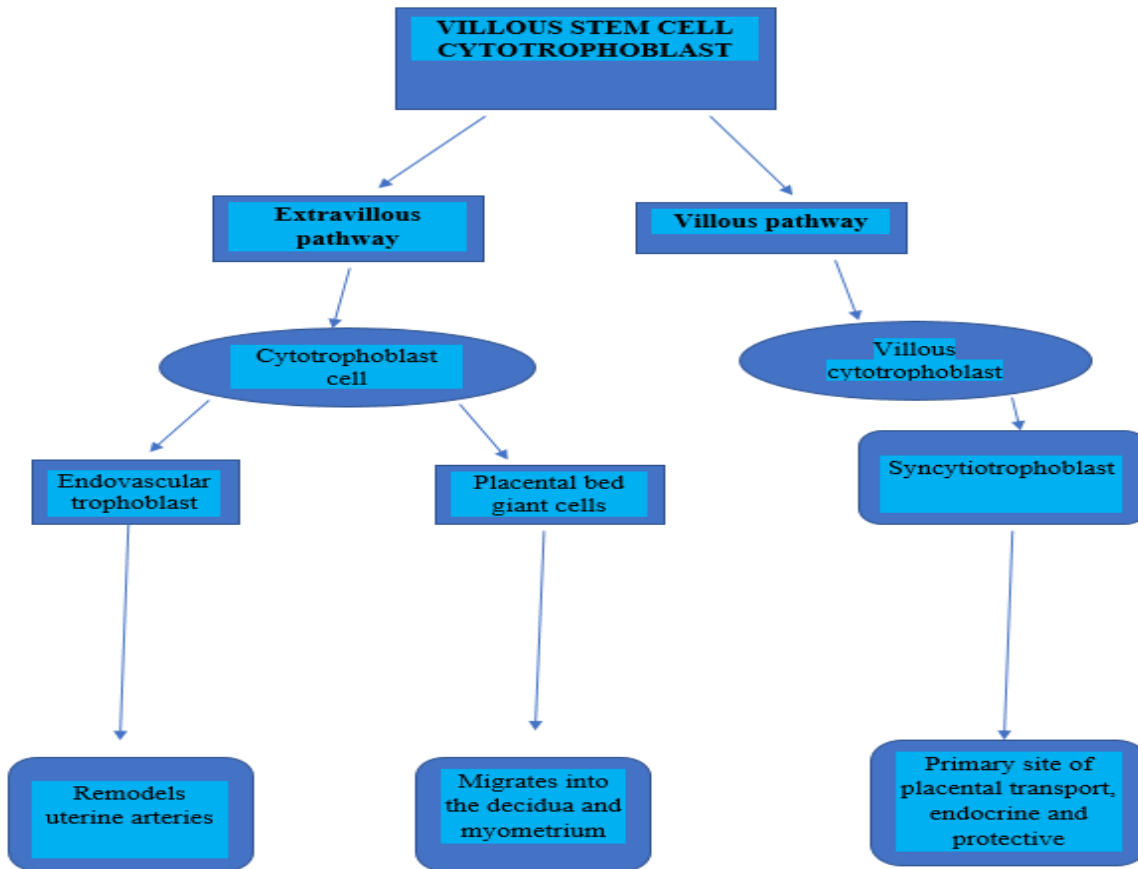 VILLOUS STEM CELL
CYTOTROPHOBLAST
Extravillous
pathway
Villous pathway
Cytotrophoblast
cell
Villous
cytotrophoblast
Endovascular
trophoblast
Placental bed
giant cells
Syncytiotrophoblast
Remodels
uterine arteries
Migrates into
the decidua and
myometrium
Primary site of
placental transport,
endocrine and
protective